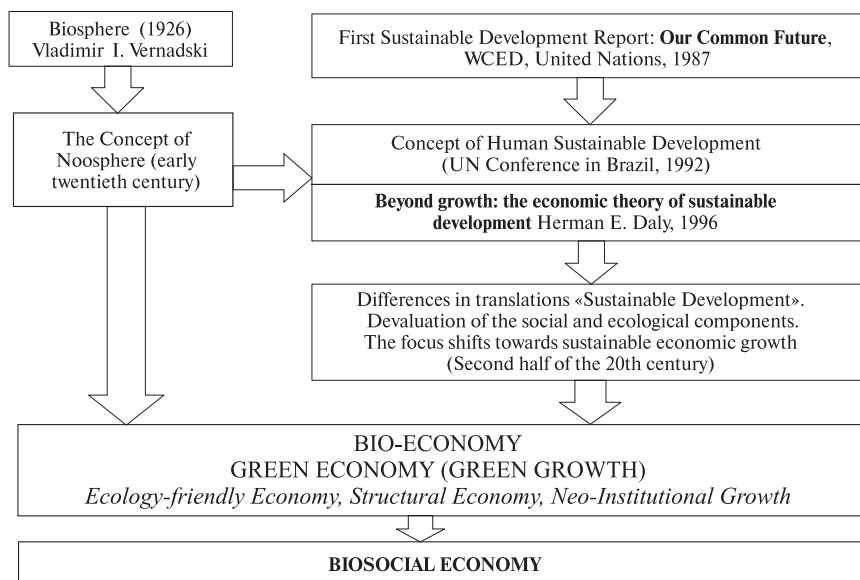 Biosphere (1926)
Vladimir I. Vernadski
The Concept of
Noosphere (early
twentieth century)
First Sustainable Development Report: Our Common Future,
WCED, United Nations, 1987
Concept of Human Sustainable Development
(UN Conference in Brazil, 1992)
Beyond growth: the economic theory of sustainable
development Herman E. Daly, 1996
Differences in translations «Sustainable Development».
Devaluation of the social and ecological components.
The focus shifts towards sustainable economic growth
(Second half of the 20th century)
BIO-ECONOMY
GREEN ECONOMY (GREEN GROWTH)
Ecology-friendly Economy, Structural Economy, Neo-Institutional Growth
BIOSOCIAL ECONOMY